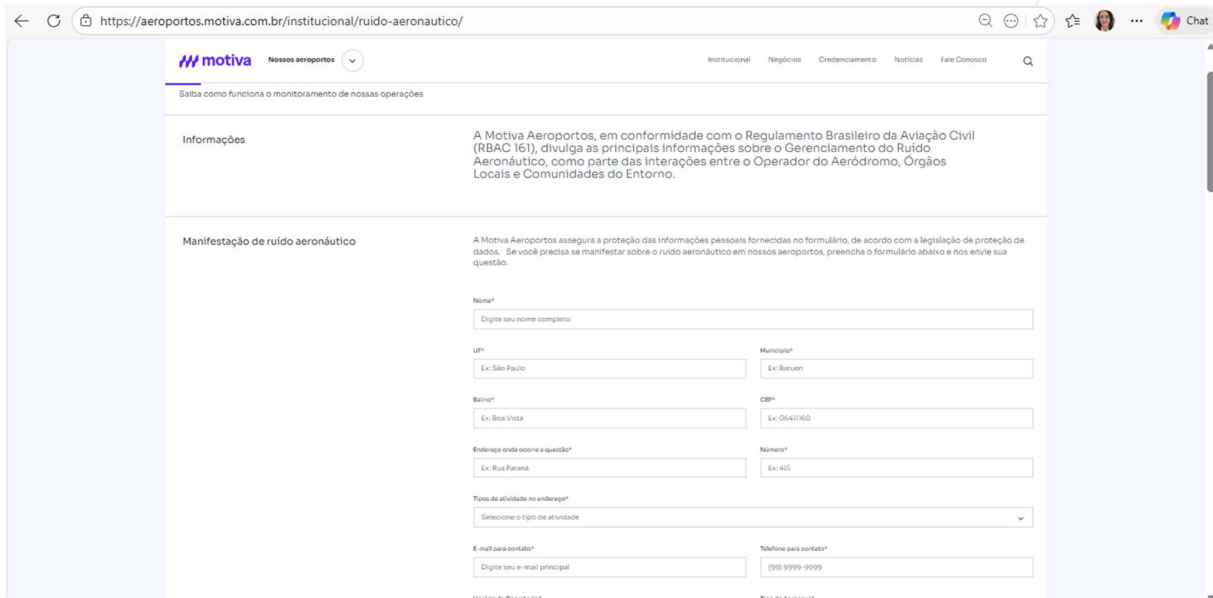 https://aeroportos.motiva.com.br/institucional/ruido-aeronautico/
Chat
motiva
Nossos aeroportos
Institucional Negócios Credenciamento Notícias Fale Conosco
Saiba como funciona o monitoramento de nossas operações
Informações
A Motiva Aeroportos, em conformidade com o Regulamento Brasileiro da Aviação Civil
(RBAC 161), divulga as principais informações sobre o Gerenciamento do Ruído
Aeronáutico, como parte das interações entre o Operador do Aeródromo, Órgãos
Locais e Comunidades do Entorno.
Manifestação de ruído aeronáutico
A Motiva Aeroportos assegura a proteção das informações pessoais fornecidas no formulário, de acordo com a legislação de proteção de
dados. Se você precisa se manifestar sobre o ruído aeronáutico em nossos aeroportos, preencha o formulário abaixo e nos envie sua
questão.
Nome*
Digite seu nome completo
UF* Município*
Ex: São Paulo Ex: Barueri
Bairro* CEP*
Ex: Boa Vista Ex: 06411160
Endereço onde ocorre a questão* Número*
Ex: Rua Paraná Ex: 415
Tipos de atividade no endereço*
Selecione o tipo de atividade
E-mail para contato* Telefone para contato*
Digite seu e-mail principal (99) 9999-9999